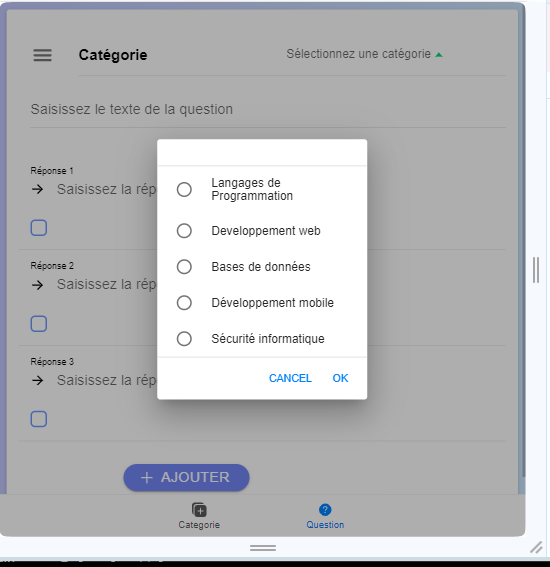 Catégorie
Sélectionnez une catégorie
Saisissez le texte de la question
Réponse 1
Saisissez la rép
Réponse 2
Saisissez la rép
Réponse 3
Saisissez la rép
Langages de
Programmation
Developpement web
Bases de données
Développement mobile
Sécurité informatique
CANCEL
OK
AJOUTER
Categorie
Question